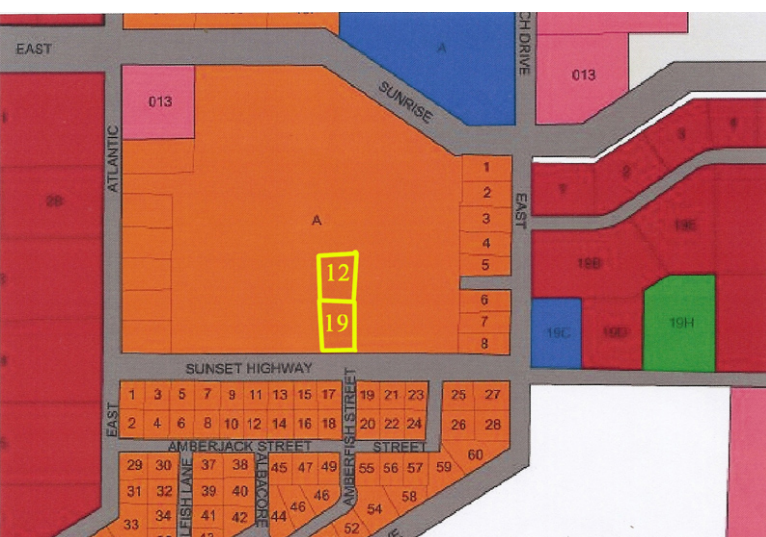 A
CH DRIVE
EAST
013
SUNRISE
013
ATLANTIC
1
2
EAST
2B
3
A
19E
4
12
5
19B
6
19
7
19C
19D
19H
8
SUNSET HIGHWAY
1 3 5 7 9 11 13 15 17
19 21 23
25 27
EAST
2 4 6 8 10 12 14 16 18
AMBERFISH STREET
20 22 24
26 28
AMBERJACK STREET
STREET
29 30
LFISH LANE
37 38
ALBACORE
45 47 49
55 56 57 59 60
31 32
39 40
46 46
58
33
34
41 42
44
54
52